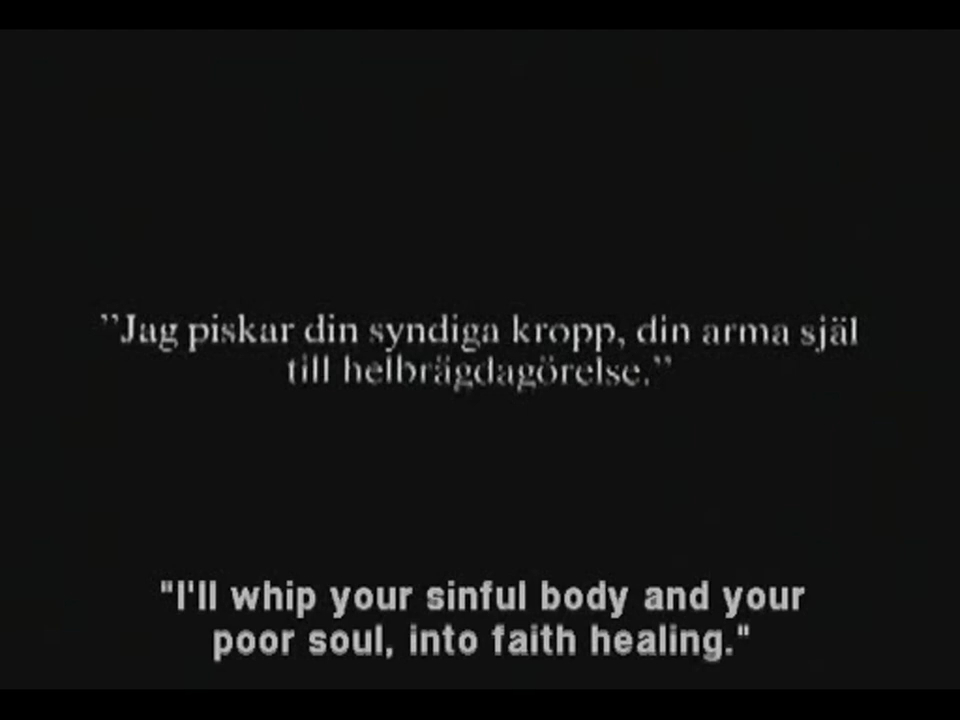 ”Jag piskar din syndiga kropp, din arma själ
till helbrägdagörelse.”
"I'll whip your sinful body and your
poor soul, into faith healing."